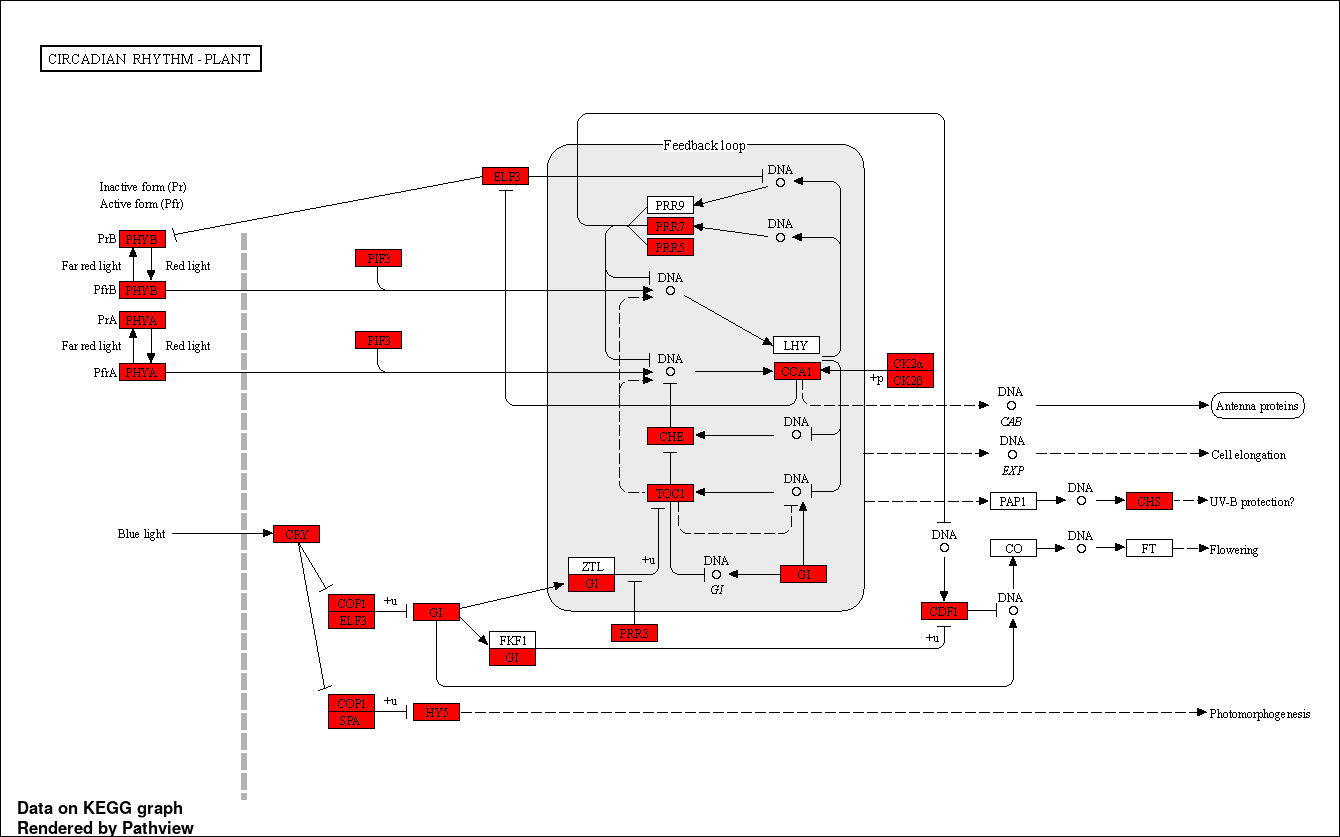 CIRCADIAN RHYTHM - PLANT
Feedback loop
DNA
ELF3
Inactive form (Pr)
Active form (Pfr)
PRR9
PRR7
DNA
PrB
PHYB
PRR5
PIF3
Far red light
Red light
DNA
PfrB
PHYB
PrA
PHYA
PIF3
Far red light
Red light
LHY
DNA
PfrA
PHYA
CCA1
CK2α
CK2β
+p
DNA
CAB
Antenna proteins
DNA
CHE
DNA
EXP
Cell elongation
DNA
TOC1
PAP1
DNA
CHS
UV-B protection?
Blue light
CRY
DNA
CO
DNA
FT
Flowering
ZTL
GI
+u
DNA
GI
GI
COP1
ELF3
+u
GI
DNA
CDF1
PRR3
FKF1
GI
+u
COP1
SPA
+u
HY5
Photomorphogenesis
Data on KEGG graph
Rendered by Pathview